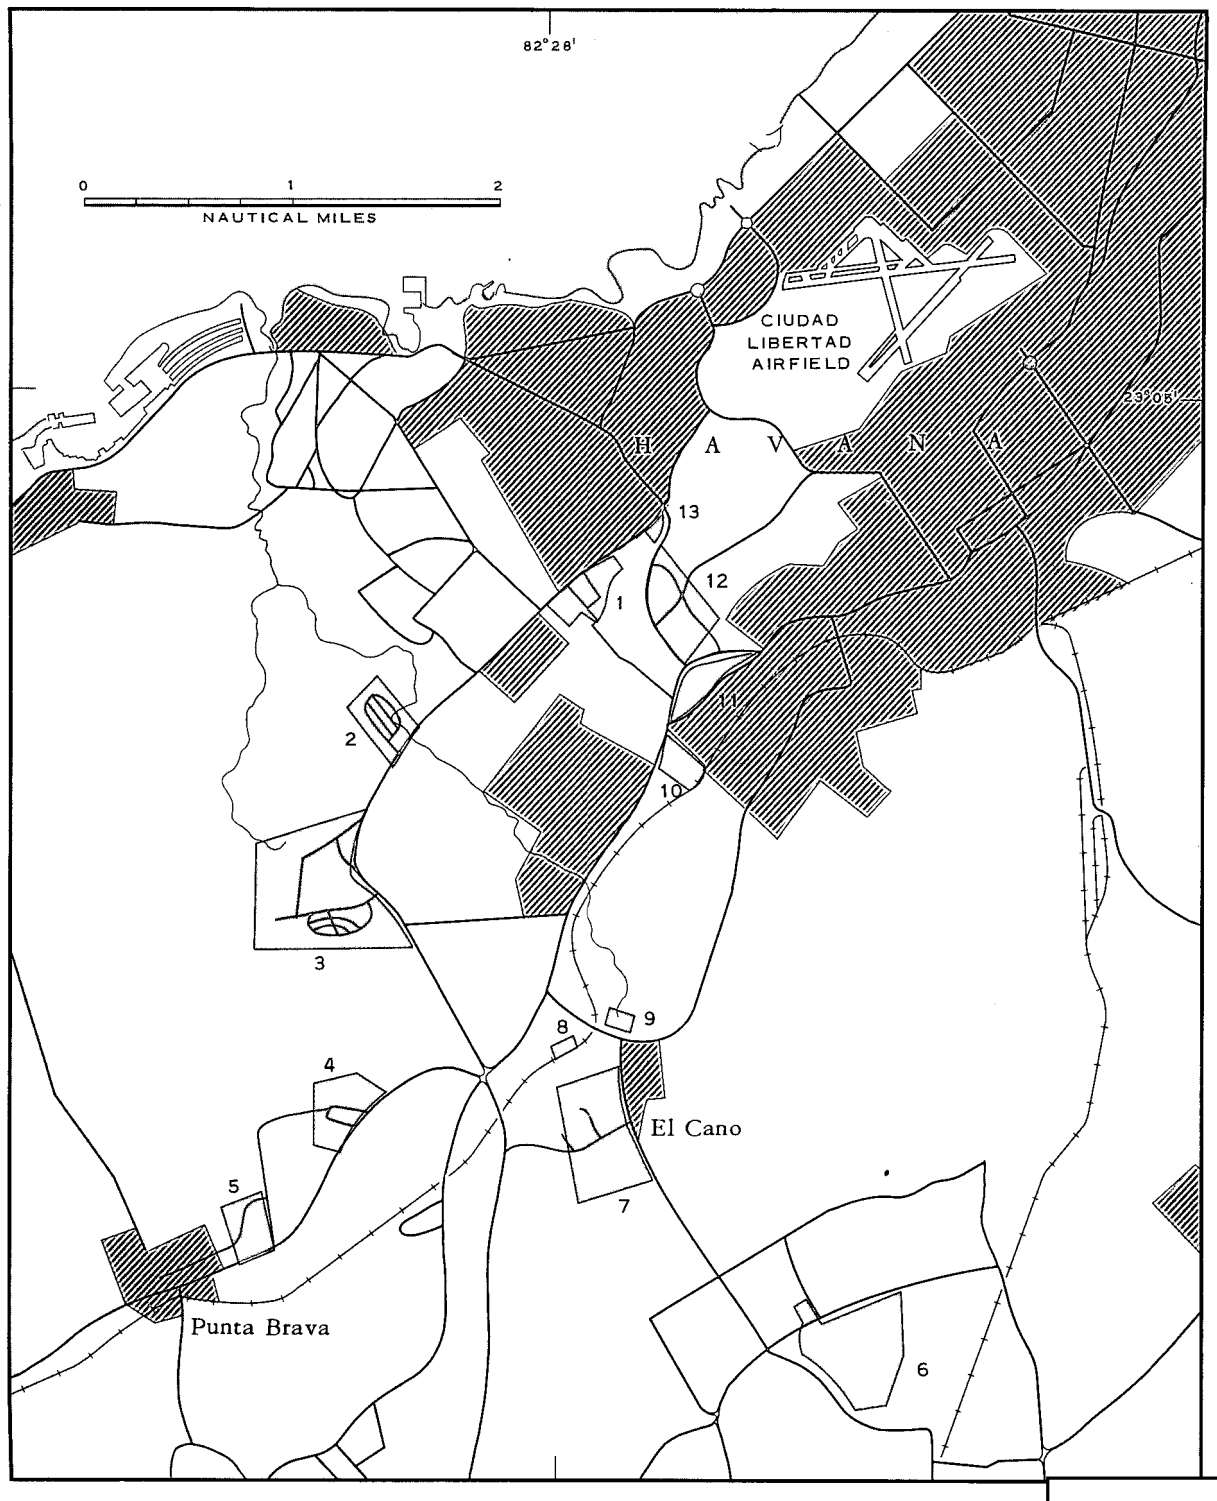 82°28'
0 1 2
NAUTICAL MILES
CIUDAD
LIBERTAD
AIRFIELD
23°05'
H A V A N A
13
12
1
11
2
10
3
9
8
4
El Cano
5
7
Punta Brava
6